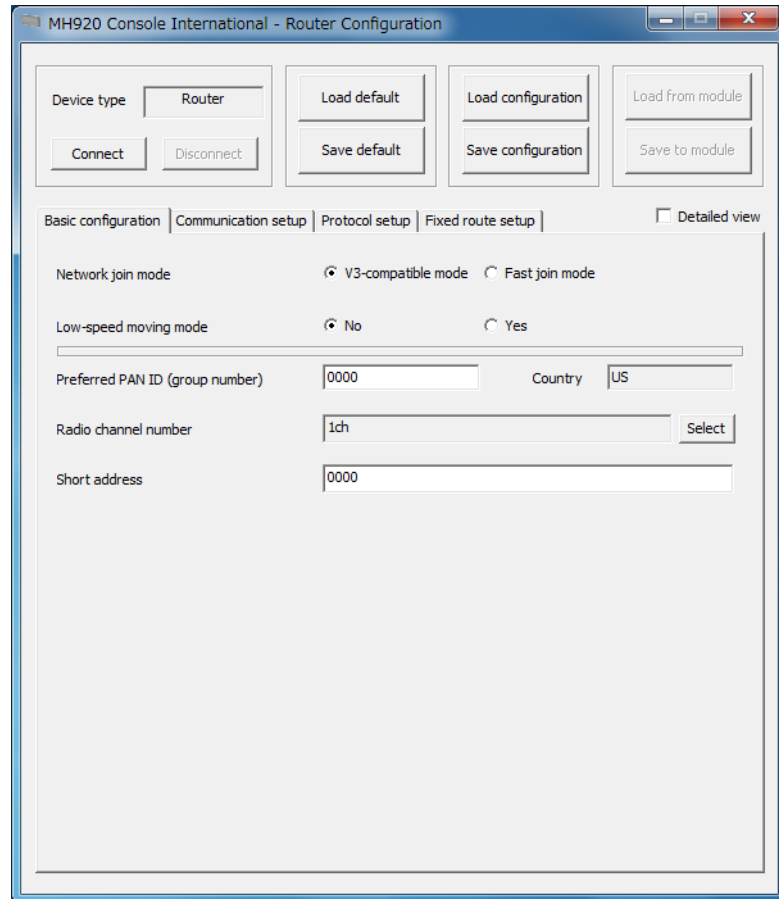 MH920 Console International - Router Configuration
Device type Router
Connect Disconnect
Load default
Save default
Load configuration
Save configuration
Load from module
Save to module
Basic configuration Communication setup Protocol setup Fixed route setup Detailed view
Network join mode V3-compatible mode Fast join mode
Low-speed moving mode No Yes
Preferred PAN ID (group number) 0000 Country US
Radio channel number 1ch Select
Short address 0000